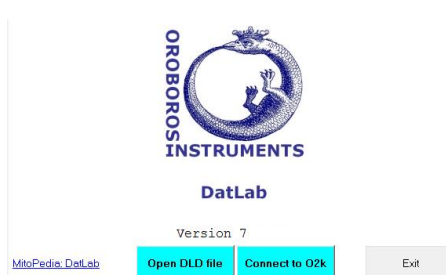 OROBOROS
INSTRUMENTS
DatLab
Version 7
MitoPedia: DatLab
Open DLD file
Connect to O2k
Exit